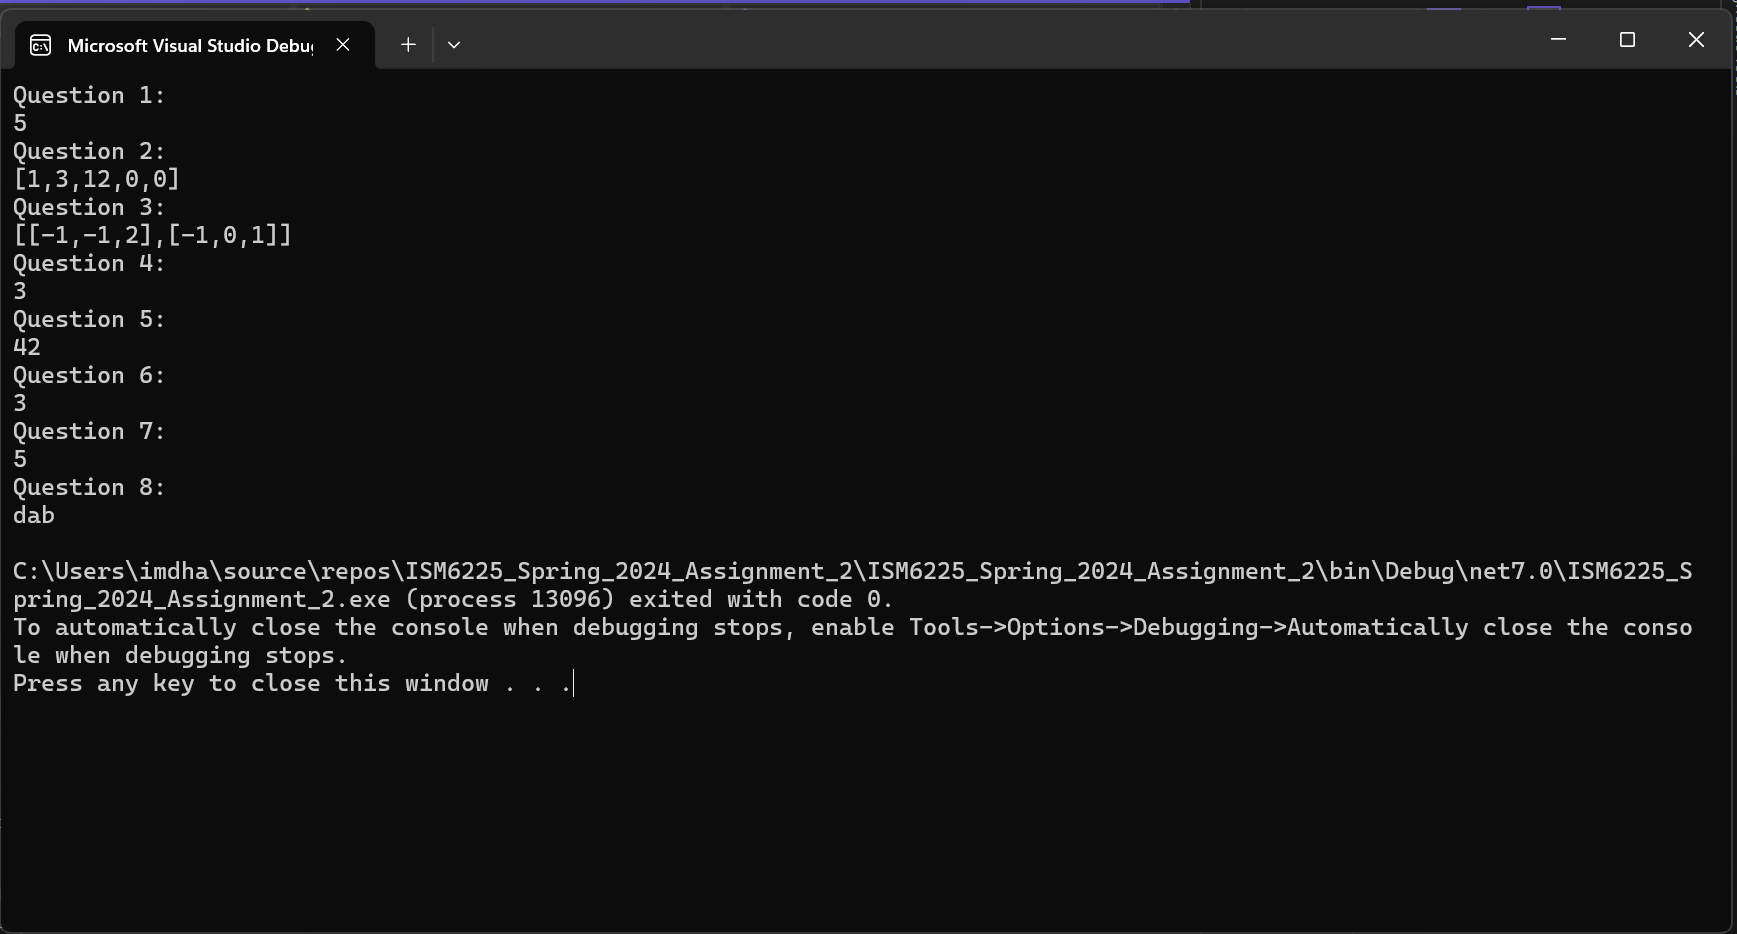 Microsoft Visual Studio Debu
Question 1:
5
Question 2:
[1,3,12,0,0]
Question 3:
[[-1,-1,2],[-1,0,1]]
Question 4:
3
Question 5:
42
Question 6:
3
Question 7:
5
Question 8:
dab
C:\Users\imdha\source\repos\ISM6225_Spring_2024_Assignment_2\ISM6225_Spring_2024_Assignment_2\bin\Debug\net7.0\ISM6225_S
pring_2024_Assignment_2.exe (process 13096) exited with code 0.
To automatically close the console when debugging stops, enable Tools->Options->Debugging->Automatically close the conso
le when debugging stops.
Press any key to close this window . . .